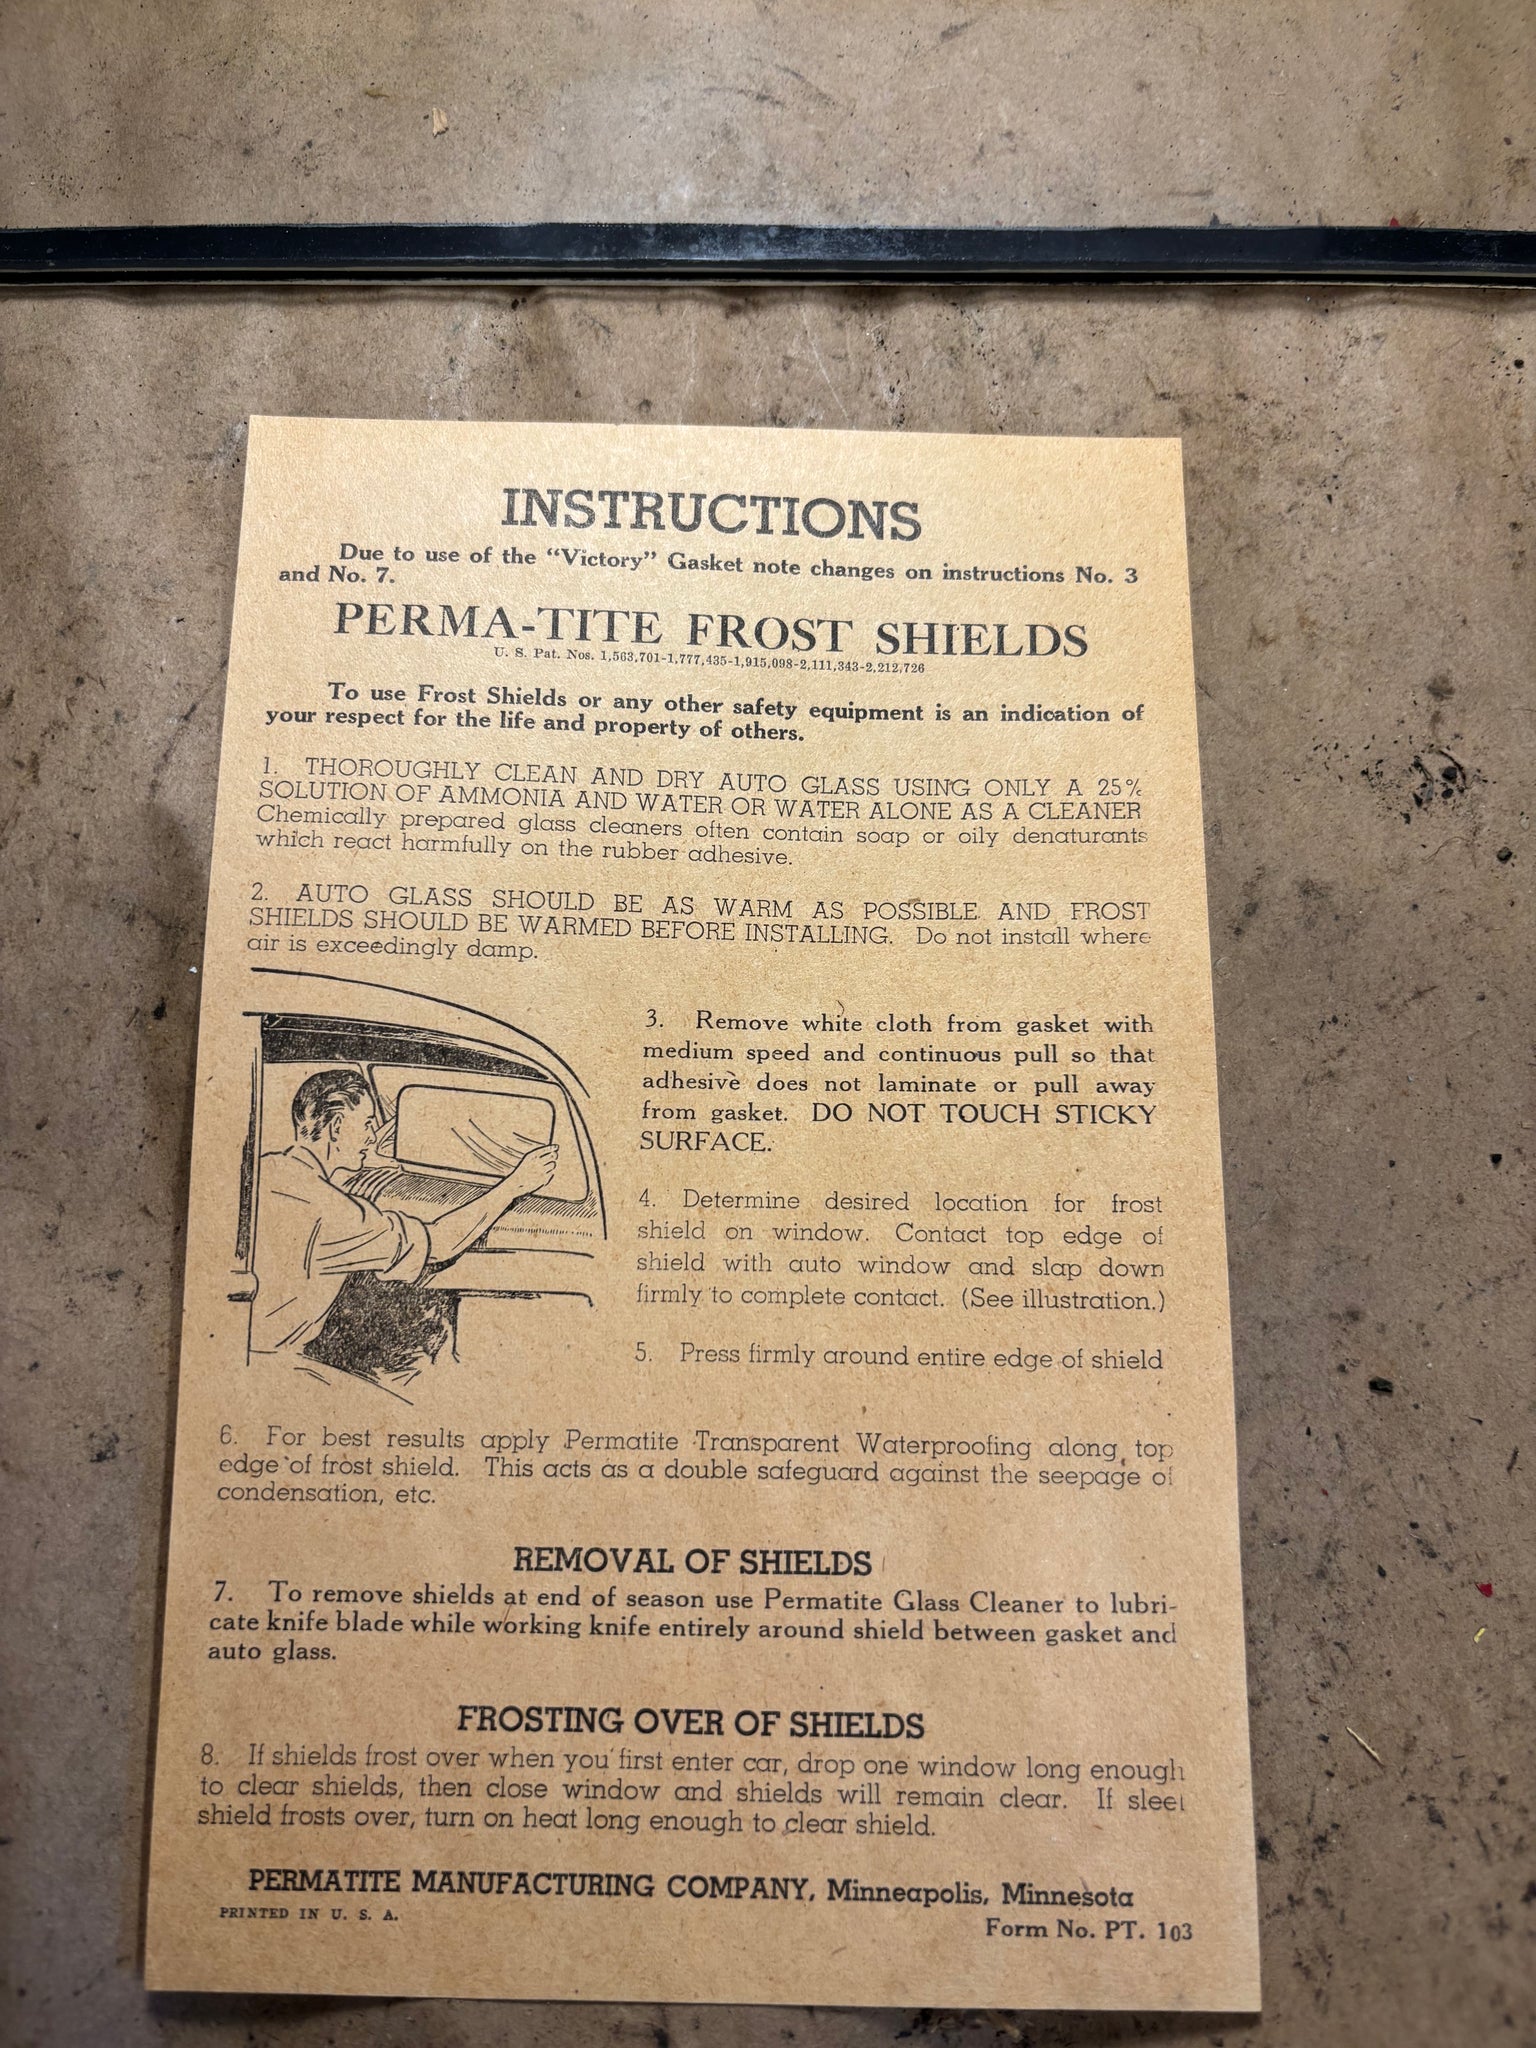 INSTRUCTIONS
Due to use of the “Victory” Gasket note changes on instructions No. 3
and No. 7.
PERMA-TITE FROST SHIELDS
U. S. Pat. Nos. 1,563,701-1,777,435-1,915,098-2,111,343-2,212,726
To use Frost Shields or any other safety equipment is an indication of
your respect for the life and property of others.
1. THOROUGHLY CLEAN AND DRY AUTO GLASS USING ONLY A 25%
SOLUTION OF AMMONIA AND WATER OR WATER ALONE AS A CLEANER
Chemically prepared glass cleaners often contain soap or oily denaturants
which react harmfully on the rubber adhesive.
2. AUTO GLASS SHOULD BE AS WARM AS POSSIBLE AND FROST
SHIELDS SHOULD BE WARMED BEFORE INSTALLING. Do not install where
air is exceedingly damp.
3. Remove white cloth from gasket with
medium speed and continuous pull so that
adhesive does not laminate or pull away
from gasket. DO NOT TOUCH STICKY
SURFACE.
4. Determine desired location for frost
shield on window. Contact top edge of
shield with auto window and slap down
firmly to complete contact. (See illustration.)
5. Press firmly around entire edge of shield
6. For best results apply Permatite Transparent Waterproofing along top
edge of frost shield. This acts as a double safeguard against the seepage of
condensation, etc.
REMOVAL OF SHIELDS
7. To remove shields at end of season use Permatite Glass Cleaner to lubri-
cate knife blade while working knife entirely around shield between gasket and
auto glass.
FROSTING OVER OF SHIELDS
8. If shields frost over when you first enter car, drop one window long enough
to clear shields, then close window and shields will remain clear. If sleet
shield frosts over, turn on heat long enough to clear shield.
PERMATITE MANUFACTURING COMPANY, Minneapolis, Minnesota
PRINTED IN U. S. A.
Form No. PT. 103